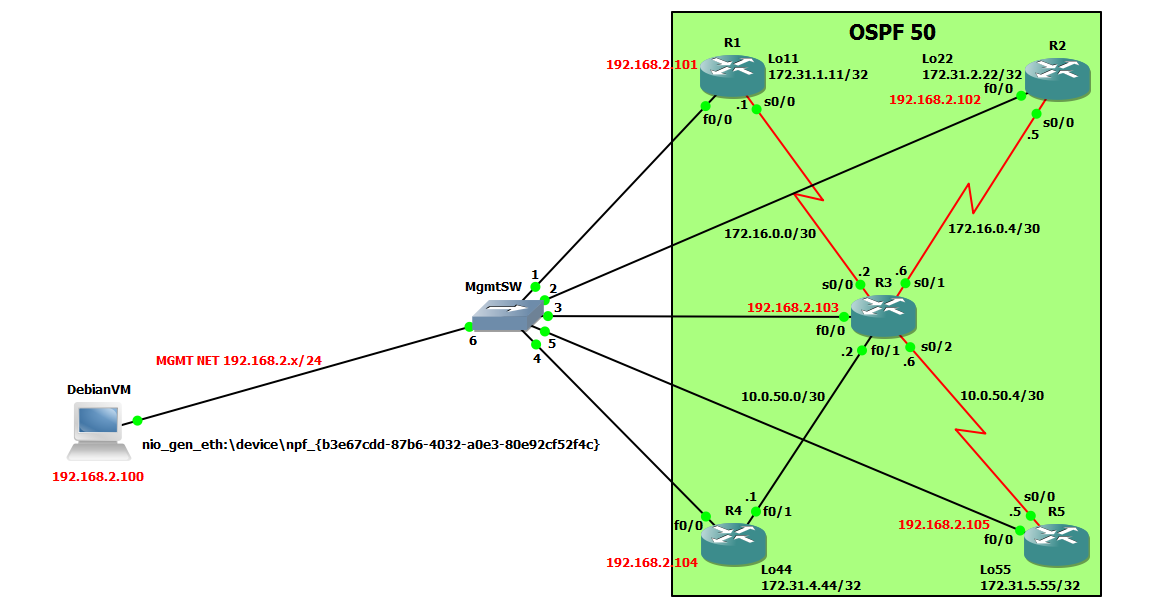 OSPF 50
R1
192.168.2.101
Lo11
172.31.1.11/32
f0/0
.1
s0/0
R2
Lo22
172.31.2.22/32
192.168.2.102
f0/0
s0/0
.5
172.16.0.0/30
172.16.0.4/30
MgmtSW
1
2
3
5
4
6
.2
.6
s0/0
R3
s0/1
192.168.2.103
f0/0
.2
f0/1
s0/2
.6
MGMT NET 192.168.2.x/24
DebianVM
nio_gen_eth:\device\npf_{b3e67cdd-87b6-4032-a0e3-80e92cf52f4c}
192.168.2.100
10.0.50.0/30
10.0.50.4/30
.1
R4
f0/1
f0/0
192.168.2.104
Lo44
172.31.4.44/32
s0/0
.5
R5
192.168.2.105
f0/0
Lo55
172.31.5.55/32